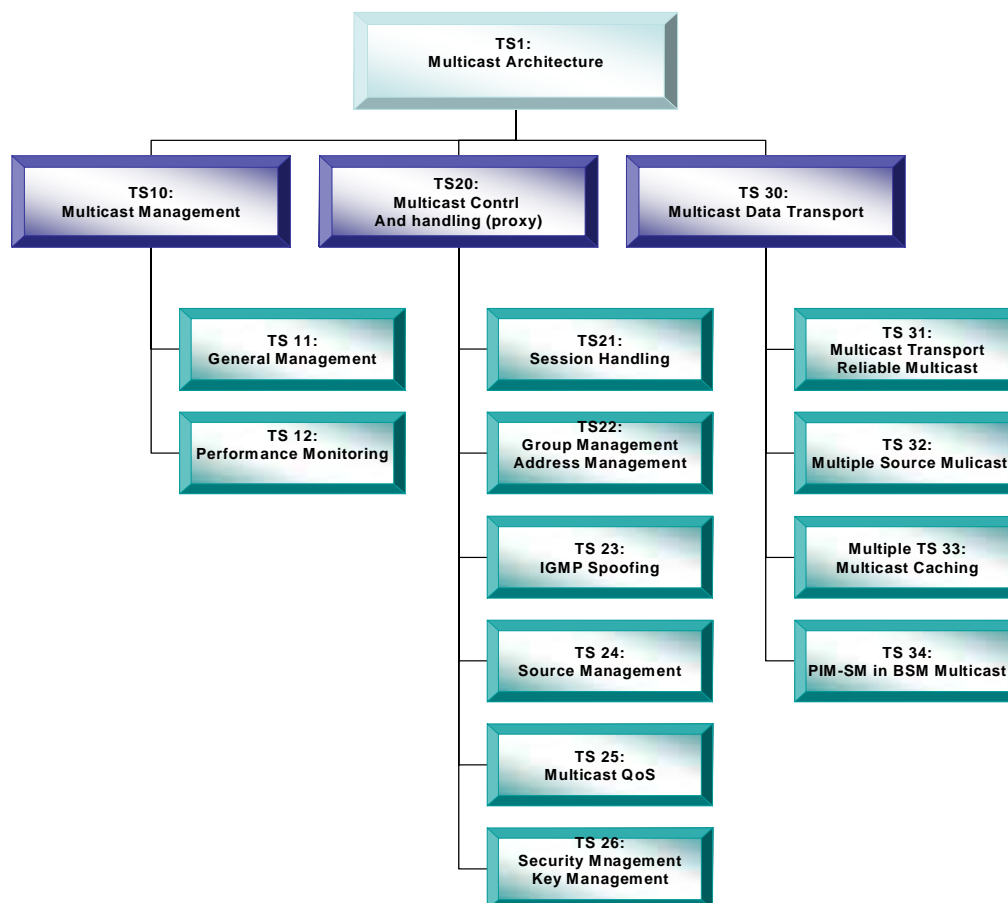 TS1:
Multicast Architecture
TS10:
Multicast Management
TS20:
Multicast Contrl
And handling (proxy)
TS 30:
Multicast Data Transport
TS 11:
General Management
TS 12:
Performance Monitoring
TS21:
Session Handling
TS22:
Group Management
Address Management
TS 23:
IGMP Spoofing
TS 24:
Source Management
TS 25:
Multicast QoS
TS 26:
Security Mnagement
Key Management
TS 31:
Multicast Transport
Reliable Multicast
TS 32:
Multiple Source Mulicast
Multiple TS 33:
Multicast Caching
TS 34:
PIM-SM in BSM Multicast